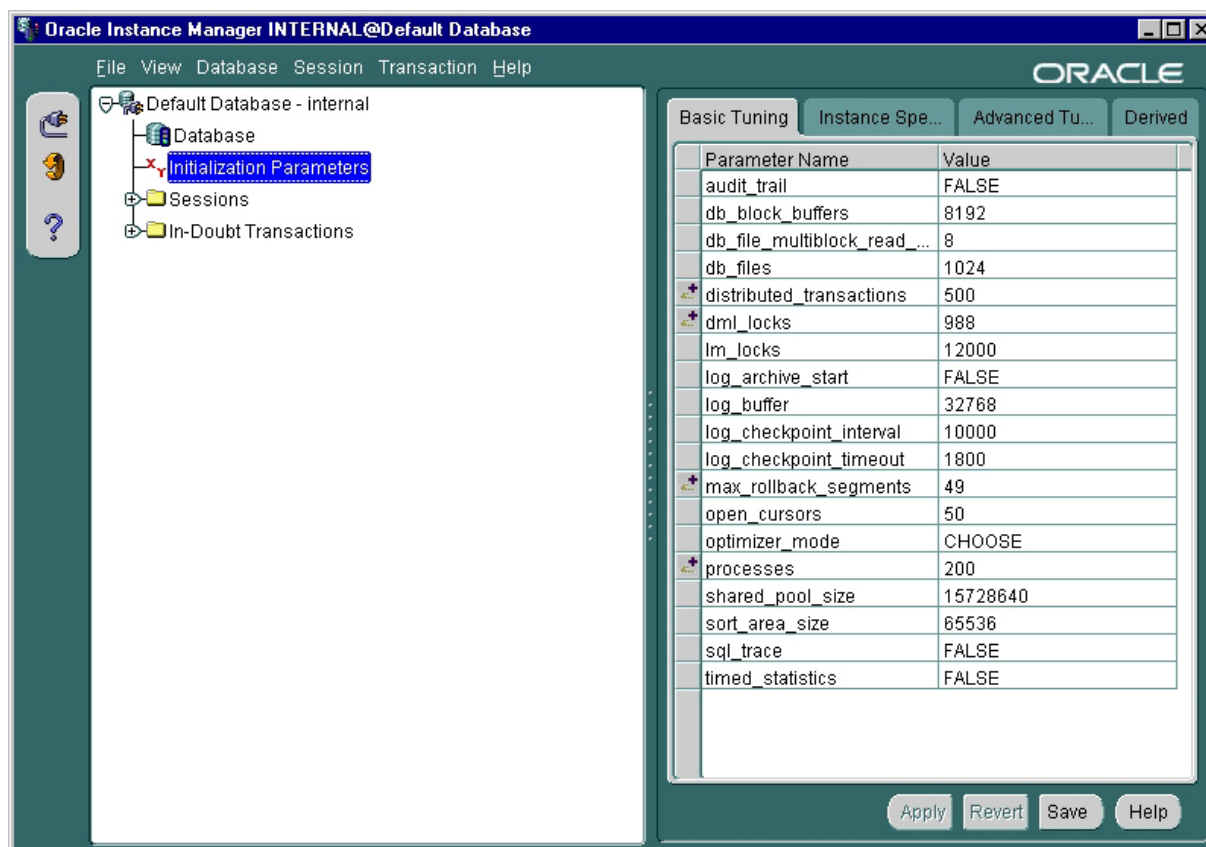 Oracle Instance Manager INTERNAL@Default Database
File View Database Session Transaction Help
ORACLE
Default Database - internal
Database
Initialization Parameters
Sessions
In-Doubt Transactions
Basic Tuning Instance Spe... Advanced Tu... Derived
Parameter Name Value
audit_trail FALSE
db_block_buffers 8192
db_file_multiblock_read_... 8
db_files 1024
distributed_transactions 500
dml_locks 988
lm_locks 12000
log_archive_start FALSE
log_buffer 32768
log_checkpoint_interval 10000
log_checkpoint_timeout 1800
max_rollback_segments 49
open_cursors 50
optimizer_mode CHOOSE
processes 200
shared_pool_size 15728640
sort_area_size 65536
sql_trace FALSE
timed_statistics FALSE
Apply Revert Save Help